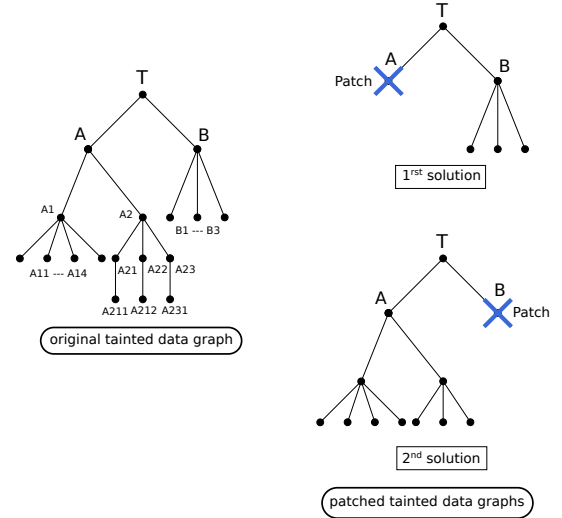 T
A
B
A1
A2
B1 --- B3
A11 --- A14
A21
A22
A23
A211
A212
A231
original tainted data graph
T
A
Patch
B
1rst solution
T
A
B
Patch
2nd solution
patched tainted data graphs